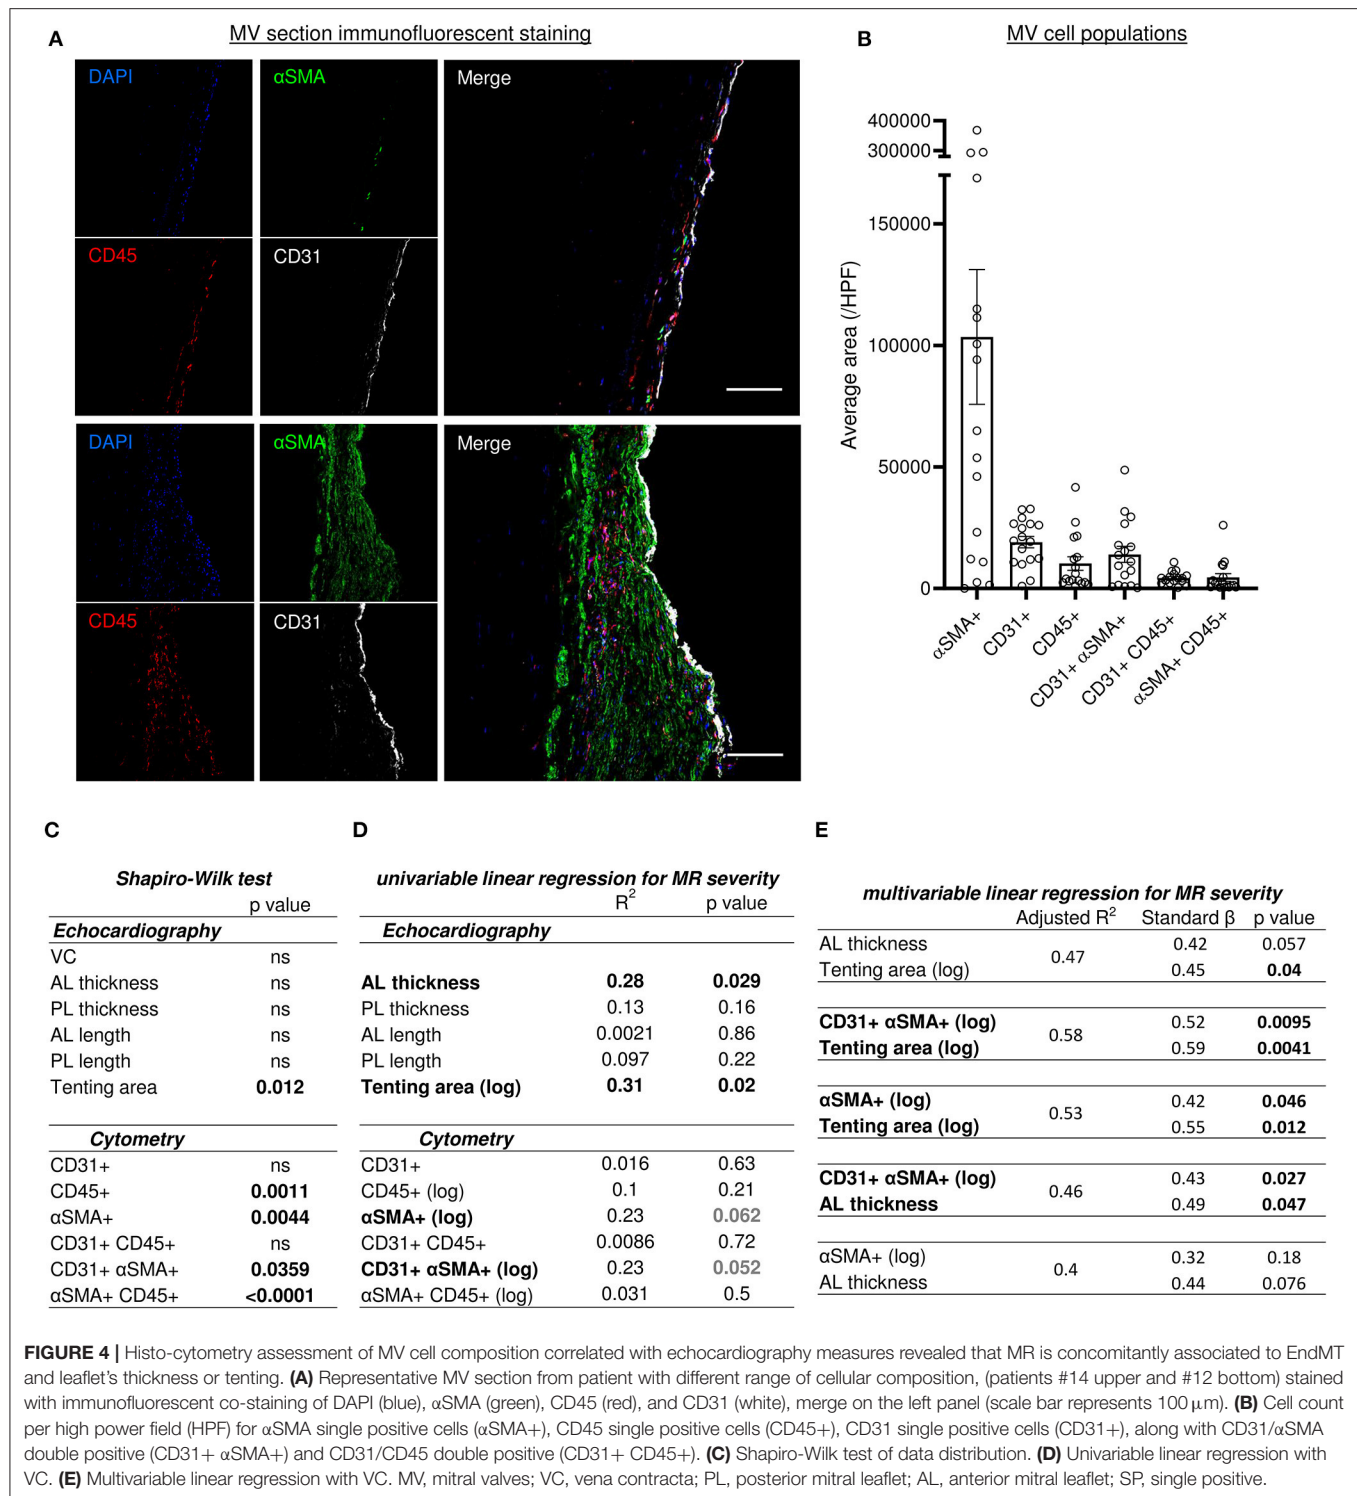 A
MV section immunofluorescent staining
DAPI
αSMA
Merge
CD45
CD31
DAPI
αSMA
Merge
CD45
CD31
B
MV cell populations
Average area (/HPF)
400000
300000
150000
100000
50000
0
αSMA+
CD31+
CD45+
CD31+ αSMA+
CD31+ CD45+
αSMA+ CD45+
C
Shapiro-Wilk test
p value
Echocardiography
VC ns
AL thickness ns
PL thickness ns
AL length ns
PL length ns
Tenting area 0.012
Cytometry
CD31+ ns
CD45+ 0.0011
αSMA+ 0.0044
CD31+ CD45+ ns
CD31+ αSMA+ 0.0359
αSMA+ CD45+ <0.0001
D
univariable linear regression for MR severity
R² p value
Echocardiography
AL thickness 0.28 0.029
PL thickness 0.13 0.16
AL length 0.0021 0.86
PL length 0.097 0.22
Tenting area (log) 0.31 0.02
Cytometry
CD31+ 0.016 0.63
CD45+ (log) 0.1 0.21
αSMA+ (log) 0.23 0.062
CD31+ CD45+ 0.0086 0.72
CD31+ αSMA+ (log) 0.23 0.052
αSMA+ CD45+ (log) 0.031 0.5
E
multivariable linear regression for MR severity
Adjusted R² Standard β p value
AL thickness 0.47 0.42 0.057
Tenting area (log) 0.45 0.04
CD31+ αSMA+ (log) 0.58 0.52 0.0095
Tenting area (log) 0.59 0.0041
αSMA+ (log) 0.53 0.42 0.046
Tenting area (log) 0.55 0.012
CD31+ αSMA+ (log) 0.46 0.43 0.027
AL thickness 0.49 0.047
αSMA+ (log) 0.4 0.32 0.18
AL thickness 0.44 0.076
FIGURE 4 | Histo-cytometry assessment of MV cell composition correlated with echocardiography measures revealed that MR is concomitantly associated to EndMT
and leaflet's thickness or tenting. (A) Representative MV section from patient with different range of cellular composition, (patients #14 upper and #12 bottom) stained
with immunofluorescent co-staining of DAPI (blue), αSMA (green), CD45 (red), and CD31 (white), merge on the left panel (scale bar represents 100 μm). (B) Cell count
per high power field (HPF) for αSMA single positive cells (αSMA+), CD45 single positive cells (CD45+), CD31 single positive cells (CD31+), along with CD31/αSMA
double positive (CD31+ αSMA+) and CD31/CD45 double positive (CD31+ CD45+). (C) Shapiro-Wilk test of data distribution. (D) Univariable linear regression with
VC. (E) Multivariable linear regression with VC. MV, mitral valves; VC, vena contracta; PL, posterior mitral leaflet; AL, anterior mitral leaflet; SP, single positive.